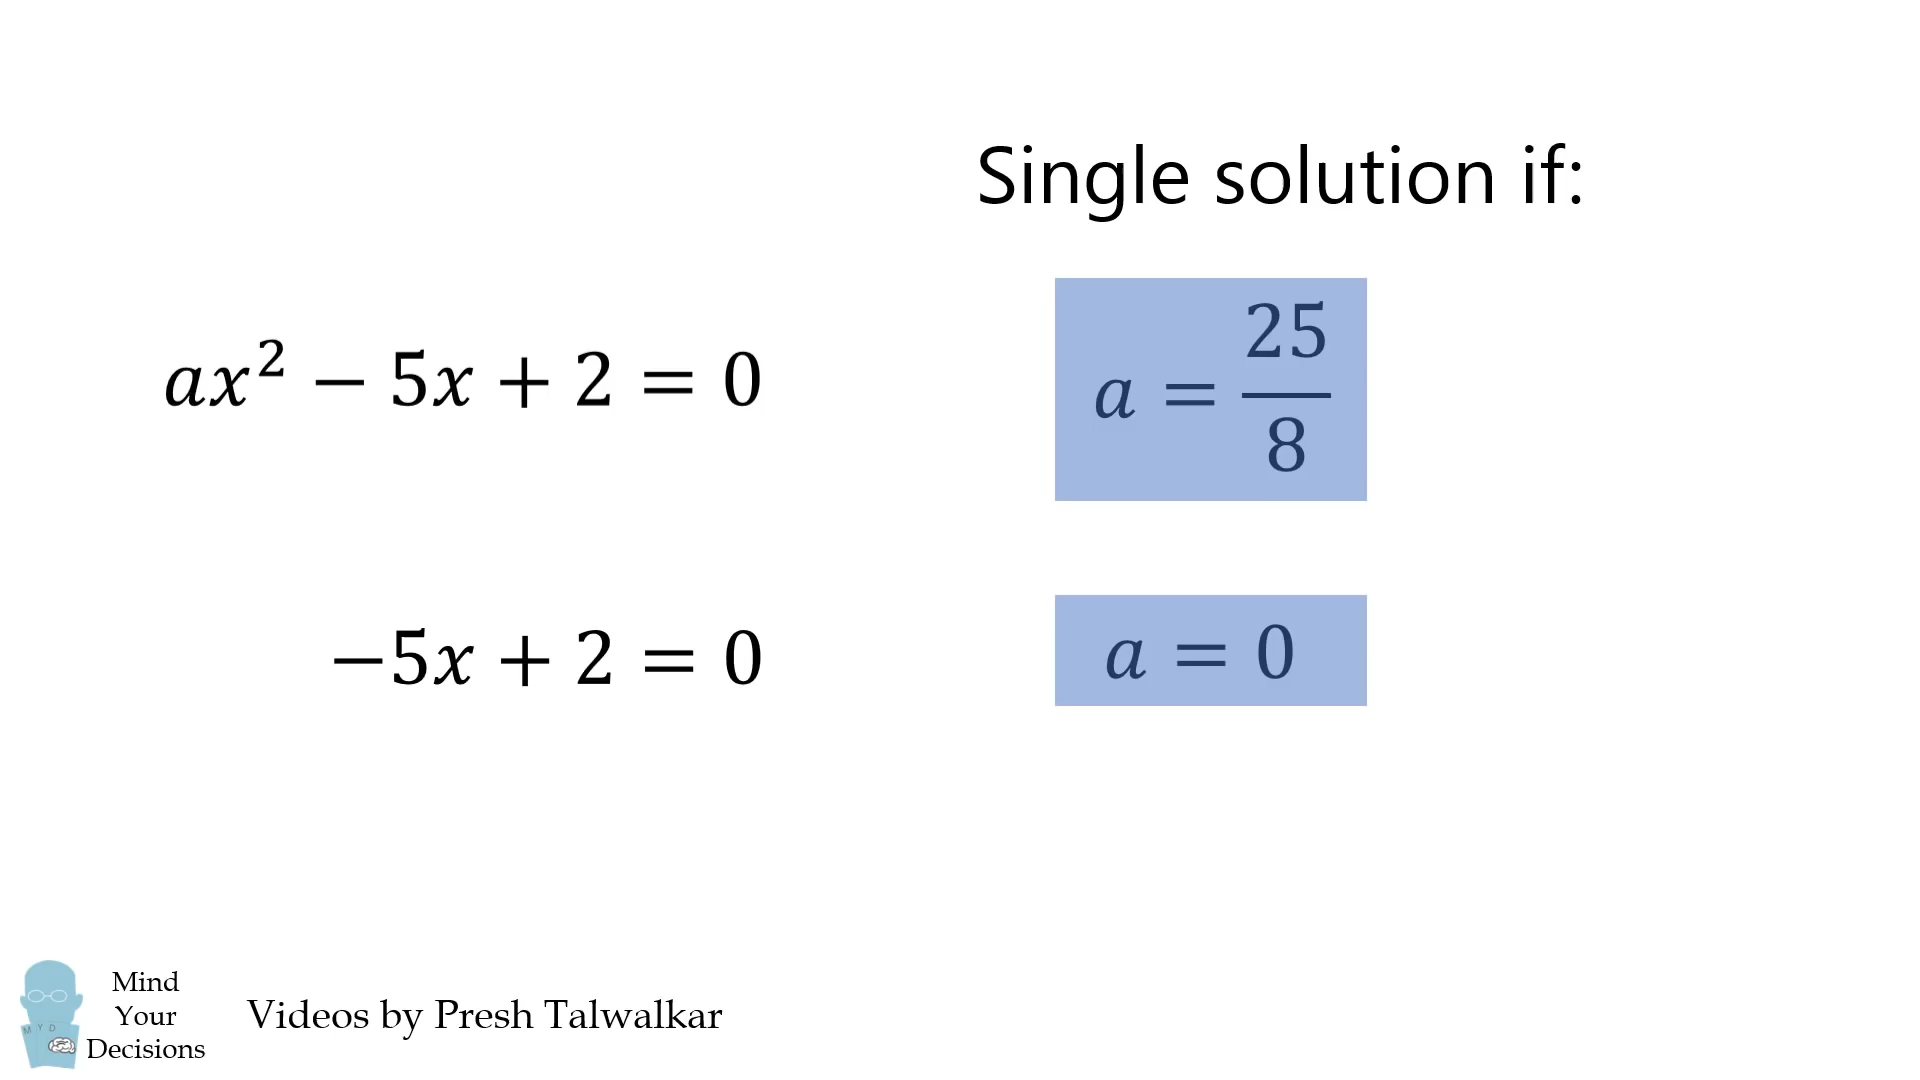 Single solution if:
ax² − 5x + 2 = 0
a = 25/8
−5x + 2 = 0
a = 0
Mind
Your
Decisions
M Y D
Videos by Presh Talwalkar